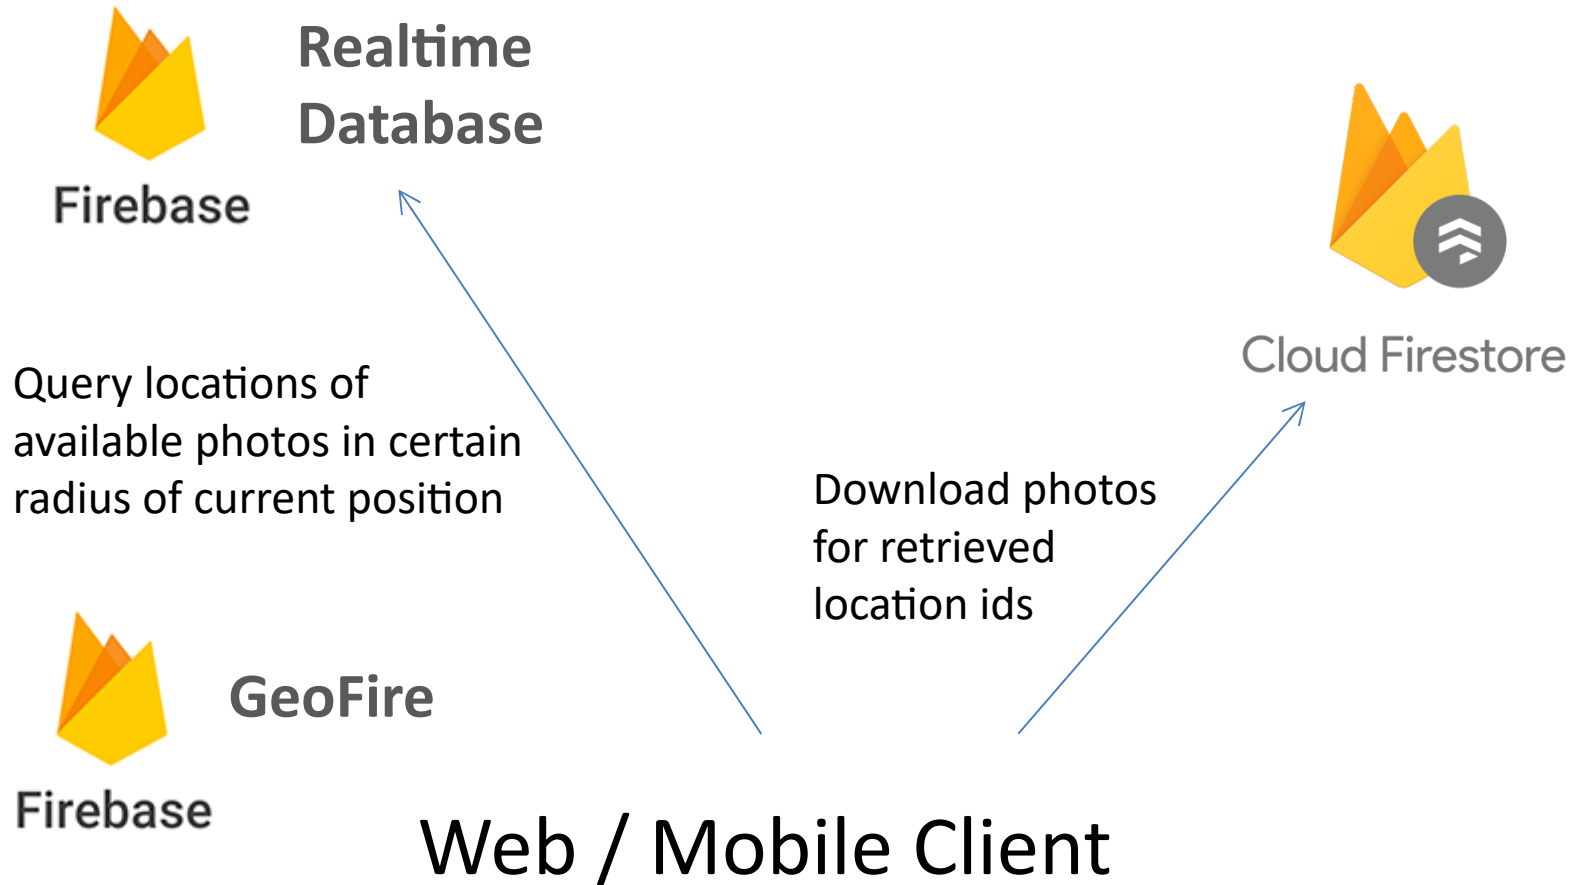 Realtime
Database
Firebase
Cloud Firestore
Query locations of
available photos in certain
radius of current position
Download photos
for retrieved
location ids
GeoFire
Firebase
Web / Mobile Client